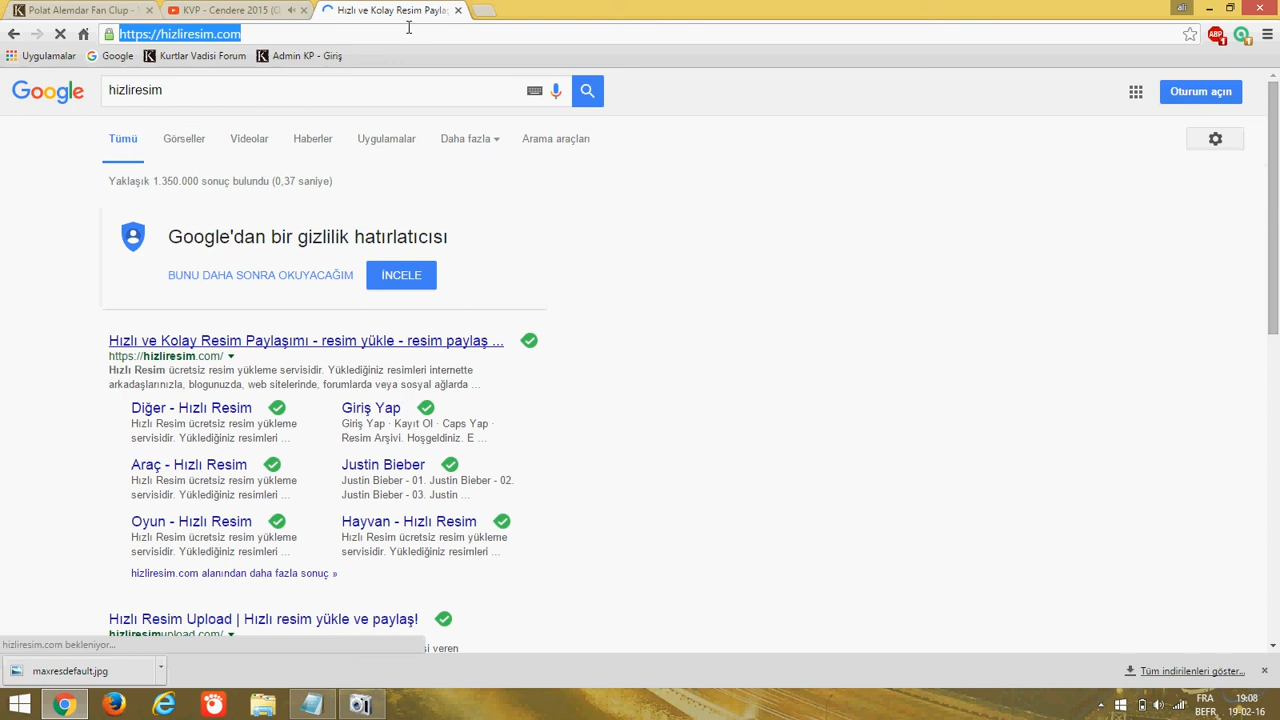 Polat Alemdar Fan Clup -
KVP - Cendere 2015 (O
Hızlı ve Kolay Resim Payla
ali
https://hizliresim.com
ABP
Uygulamalar
Google
Kurtlar Vadisi Forum
Admin KP - Giriş
Google
hizliresim
Oturum açın
Tümü
Görseller
Videolar
Haberler
Uygulamalar
Daha fazla
Arama araçları
Yaklaşık 1.350.000 sonuç bulundu (0,37 saniye)
Google'dan bir gizlilik hatırlatıcısı
BUNU DAHA SONRA OKUYACAĞIM
İNCELE
Hızlı ve Kolay Resim Paylaşımı - resim yükle - resim paylaş ...
https://hizliresim.com/
Hızlı Resim ücretsiz resim yükleme servisidir. Yüklediğiniz resimleri internette
arkadaşlarınızla, blogunuzda, web sitelerinde, forumlarda veya sosyal ağlarda ...
Diğer - Hızlı Resim
Hızlı Resim ücretsiz resim yükleme
servisidir. Yüklediğiniz resimleri ...
Giriş Yap
Giriş Yap · Kayıt Ol · Caps Yap ·
Resim Arşivi. Hoşgeldiniz. E ...
Araç - Hızlı Resim
Hızlı Resim ücretsiz resim yükleme
servisidir. Yüklediğiniz resimleri ...
Justin Bieber
Justin Bieber - 01. Justin Bieber - 02.
Justin Bieber - 03. Justin ...
Oyun - Hızlı Resim
Hızlı Resim ücretsiz resim yükleme
servisidir. Yüklediğiniz resimleri ...
Hayvan - Hızlı Resim
Hızlı Resim ücretsiz resim yükleme
servisidir. Yüklediğiniz resimleri ...
hizliresim.com alanından daha fazla sonuç »
Hızlı Resim Upload | Hızlı resim yükle ve paylaş!
hizliresimupload.com/
hizliresim.com bekleniyor...
si veren
maxresdefault.jpg
Tüm indirilenleri göster...
FRA
BEFR
19:08
19-02-16